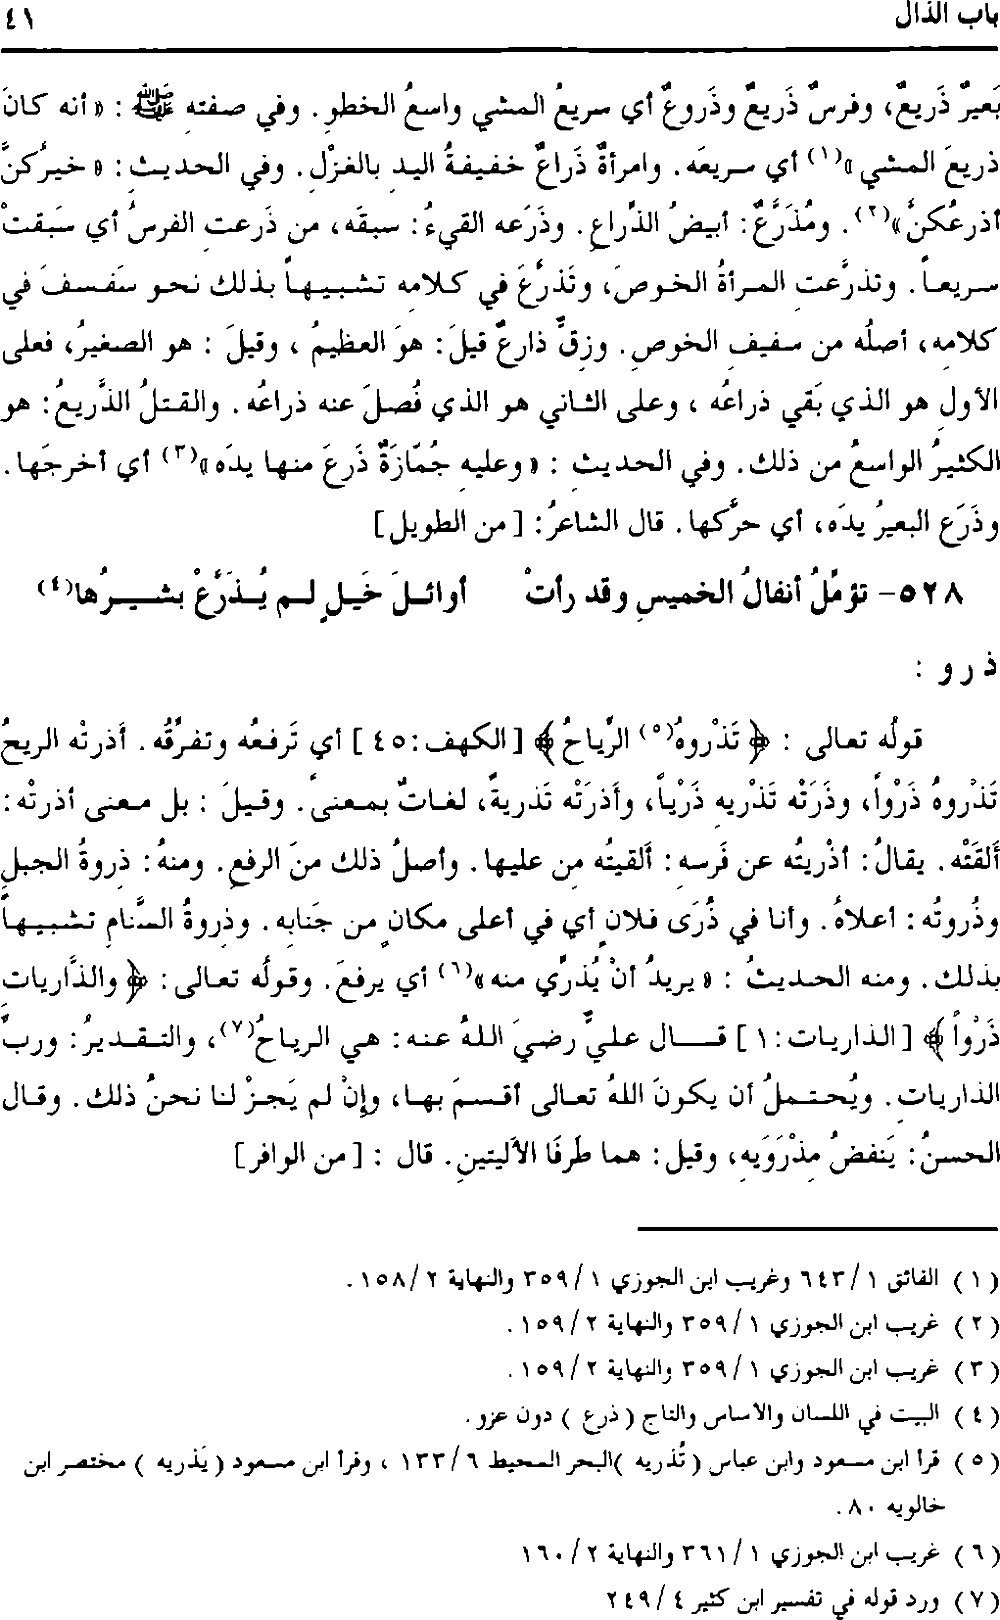 باب الذال ٤١
بَعيرٌ ذَريعٌ، وفرسٌ ذَريعٌ وذَروعٌ أي سريعُ المشي واسعُ الخطوِ. وفي صفته ﷺ : « أنه كانَ
ذريعَ المشي »(١) أي سريعَه. وامرأةٌ ذَراعٌ خفيفةُ اليدِ بالغزْلِ. وفي الحديثِ: « خيرُكنَّ
أذرعُكنَّ»(٢). ومُذَرَّعٌ: أبيضُ الذِّراعِ. وذَرَعه القيءُ: سبقَه، من ذَرعتِ الفرسُ أي سَبقتْ
سريعاً. وتذرَّعت المرأةُ الخوصَ، وتَذرَّعَ في كلامه تشبيهاً بذلك نحو سَفسفَ في
كلامِه، أصلُه من سفيفِ الخوصِ. وزِقٌّ ذارعٌ قيلَ: هوَ العظيمُ ، وقيلَ : هو الصغيرُ، فعلى
الأولِ هو الذي بَقي ذراعُه ، وعلى الثاني هو الذي فُصلَ عنه ذراعُه. والقتلُ الذَّريعُ: هو
الكثيرُ الواسعُ من ذلك. وفي الحديثِ : «وعليهِ جُمّازَةٌ ذَرعَ منها يدَه»(٣) أي أخرجَها.
وذَرَع البعيرُ يدَه، أي حرَّكها. قال الشاعرُ: [من الطويل]
٥٢٨- تؤمِّلُ أنفالَ الخميسِ وقد رأتْ أوائلَ خَيلٍ لم يُذَرَّعْ بشيرُها(٤)
ذ ر و :
قولُه تعالى : ﴿ تَذْروهُ(٥) الرِّياحُ ﴾ [الكهف: ٤٥] أي تَرفعُه وتفرِّقُه. أذرتْه الريحُ
تَذْروهُ ذَرْواً، وذَرَتْه تَذْريهِ ذَرْياً، وأَذرَتْه تَذريةً، لغاتٌ بمعنىً. وقيلَ : بل معنى أذرتْه:
أَلقَتْه. يقالُ: أذْريتُه عن فَرسِه: ألقيتُه مِن عليها. وأصلُ ذلك منَ الرفعِ. ومنهُ: ذِروةُ الجبلِ
وذُروتُه: أعلاهُ. وأنا في ذُرَى فلانٍ أي في أعلى مكانٍ من جَنابِه. وذِروةُ السَّنامِ تشبيهاً
بذلك. ومنه الحديثُ : « يريدُ أنْ يُذرِّي منه»(٦) أي يرفعَ. وقولُه تعالى: ﴿ والذَّارياتِ
ذَرْواً ﴾ [الذاريات: ١] قال عليٌّ رضيَ اللهُ عنه: هي الرياحُ(٧)، والتقديرُ: وربِّ
الذارياتِ. ويُحتملُ أن يكونَ اللهُ تعالى أقسمَ بها، وإنْ لم يَجزْ لنا نحنُ ذلك. وقال
الحسنُ: يَنفضُ مِذْرَوَيهِ، وقيل: هما طَرفَا الأَليتينِ. قال : [من الوافر]
(١) الفائق ١/ ٦٤٣ وغريب ابن الجوزي ١/ ٣٥٩ والنهاية ٢/ ١٥٨ .
(٢) غريب ابن الجوزي ١/ ٣٥٩ والنهاية ٢/ ١٥٩ .
(٣) غريب ابن الجوزي ١/ ٣٥٩ والنهاية ٢/ ١٥٩ .
(٤) البيت في اللسان والأساس والتاج ( ذرع ) دون عزو.
(٥) قرأ ابن مسعود وابن عباس ( تُذريه )البحر المحيط ٦/ ١٣٣ ، وقرأ ابن مسعود ( يَذريه ) مختصر ابن
خالويه ٨٠ .
(٦) غريب ابن الجوزي ١/ ٣٦١ والنهاية ٢/ ١٦٠
(٧) ورد قوله في تفسير ابن كثير ٤/ ٢٤٩